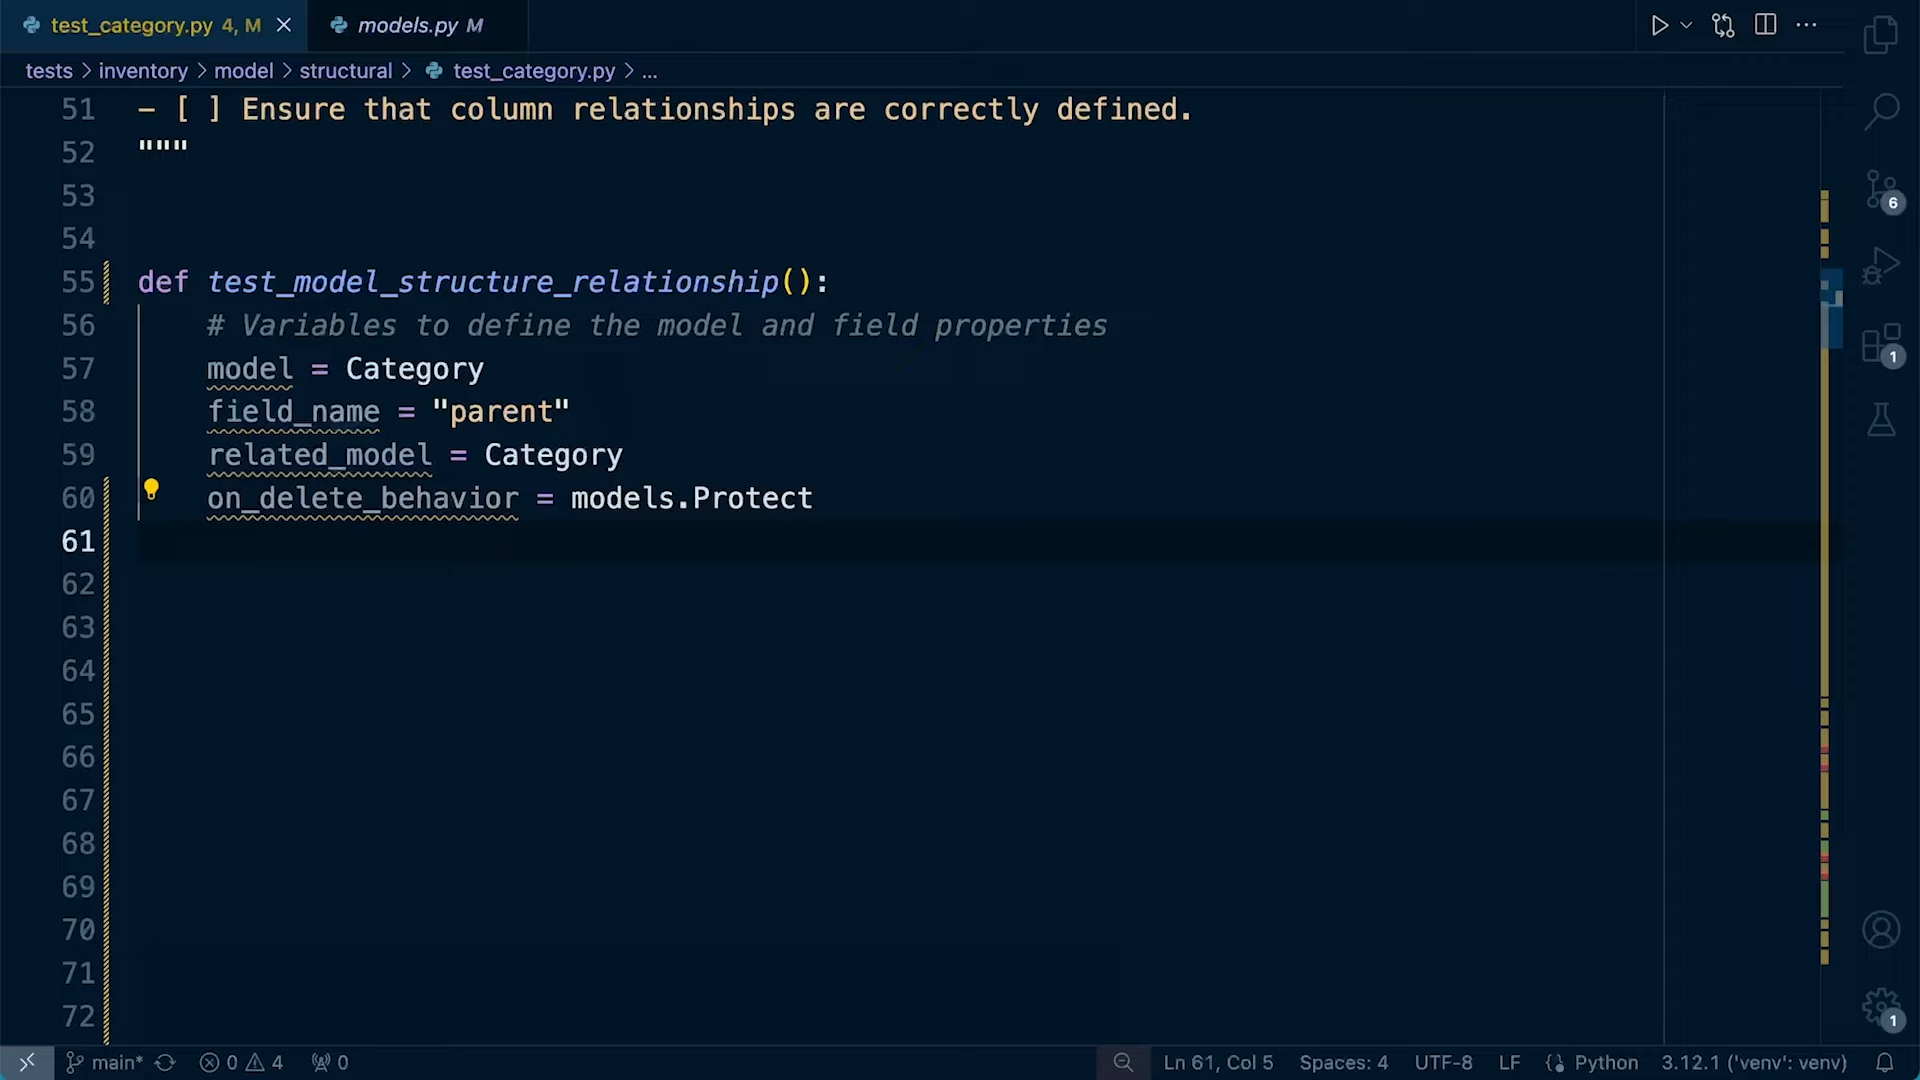 test_category.py 4, M
models.py M
tests > inventory > model > structural > test_category.py > ...
51 - [ ] Ensure that column relationships are correctly defined.
52 """
53
54
55 def test_model_structure_relationship():
56 # Variables to define the model and field properties
57 model = Category
58 field_name = "parent"
59 related_model = Category
60 on_delete_behavior = models.Protect
61
62
63
64
65
66
67
68
69
70
71
72
6
1
1
main* 0 4 0 Ln 61, Col 5 Spaces: 4 UTF-8 LF Python 3.12.1 ('venv': venv)